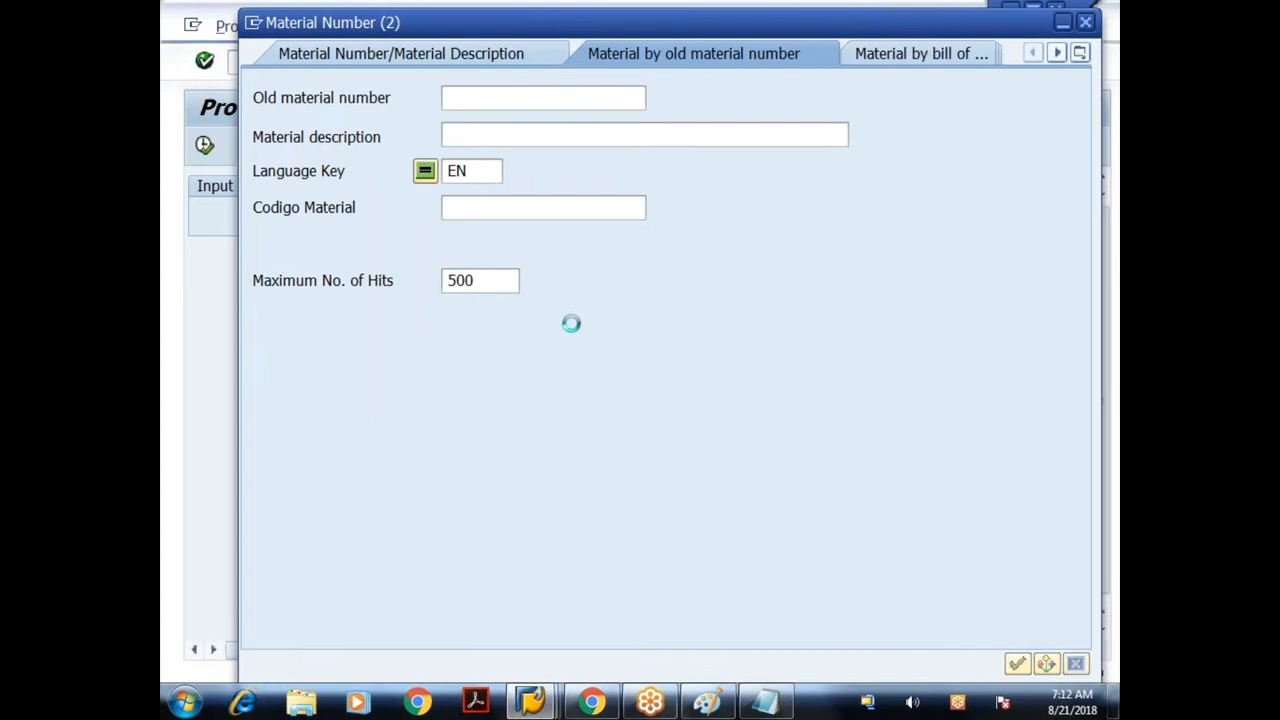 Pro
Material Number (2)
Material Number/Material Description
Material by old material number
Material by bill of ...
Pro
Input
Old material number
Material description
Language Key
EN
Codigo Material
Maximum No. of Hits
500
7:12 AM
8/21/2018